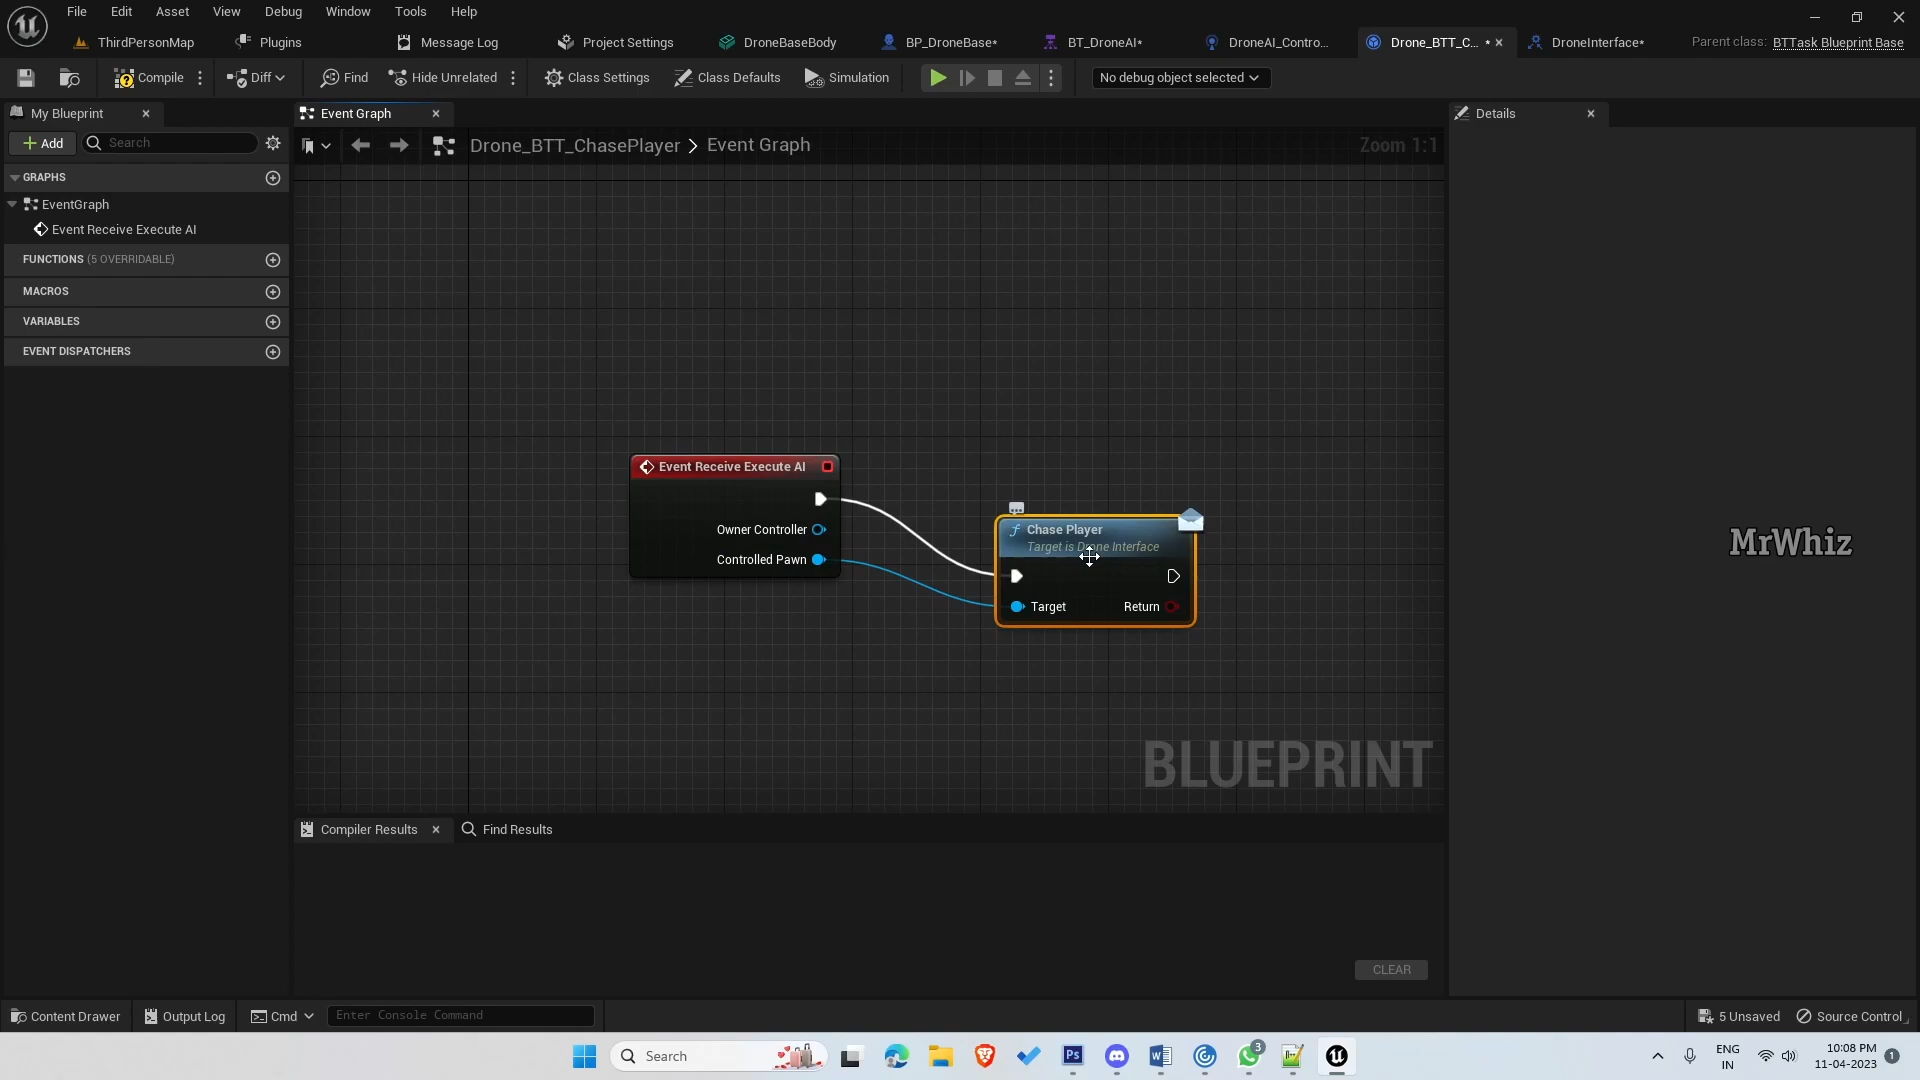 File Edit Asset View Debug Window Tools Help
ThirdPersonMap Plugins Message Log Project Settings DroneBaseBody BP_DroneBase* BT_DroneAI* DroneAI_Contro... Drone_BTT_C... * DroneInterface* Parent class: BTTask Blueprint Base
Compile Diff Find Hide Unrelated Class Settings Class Defaults Simulation No debug object selected
My Blueprint
Event Graph
Details
Add Search
Drone_BTT_ChasePlayer > Event Graph
Zoom 1:1
GRAPHS
EventGraph
Event Receive Execute AI
FUNCTIONS (5 OVERRIDABLE)
MACROS
VARIABLES
EVENT DISPATCHERS
Event Receive Execute AI
Owner Controller
Controlled Pawn
Chase Player
Target is Drone Interface
Target Return
MrWhiz
BLUEPRINT
Compiler Results Find Results
CLEAR
Content Drawer Output Log Cmd Enter Console Command 5 Unsaved Source Control
Search
Ps
3
ENG
IN
10:08 PM
11-04-2023
1